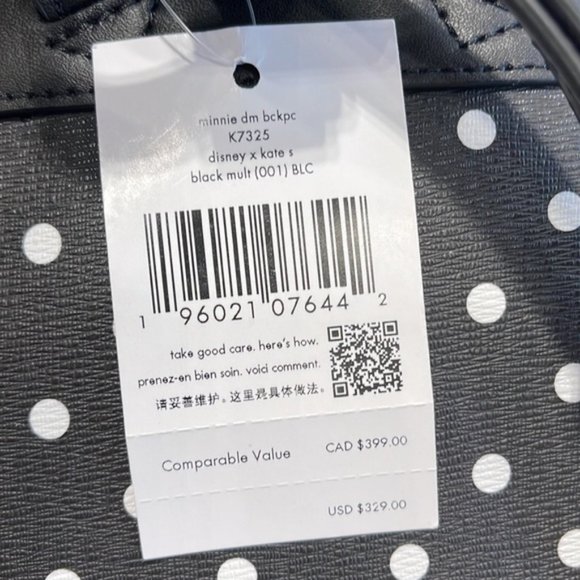 minnie dm bckpc
K7325
disney x kate s
black mult (001) BLC
1 96021 07644 2
take good care. here's how.
prenez-en bien soin. void comment.
请妥善维护。这里是具体做法。
Comparable Value CAD $399.00
USD $329.00